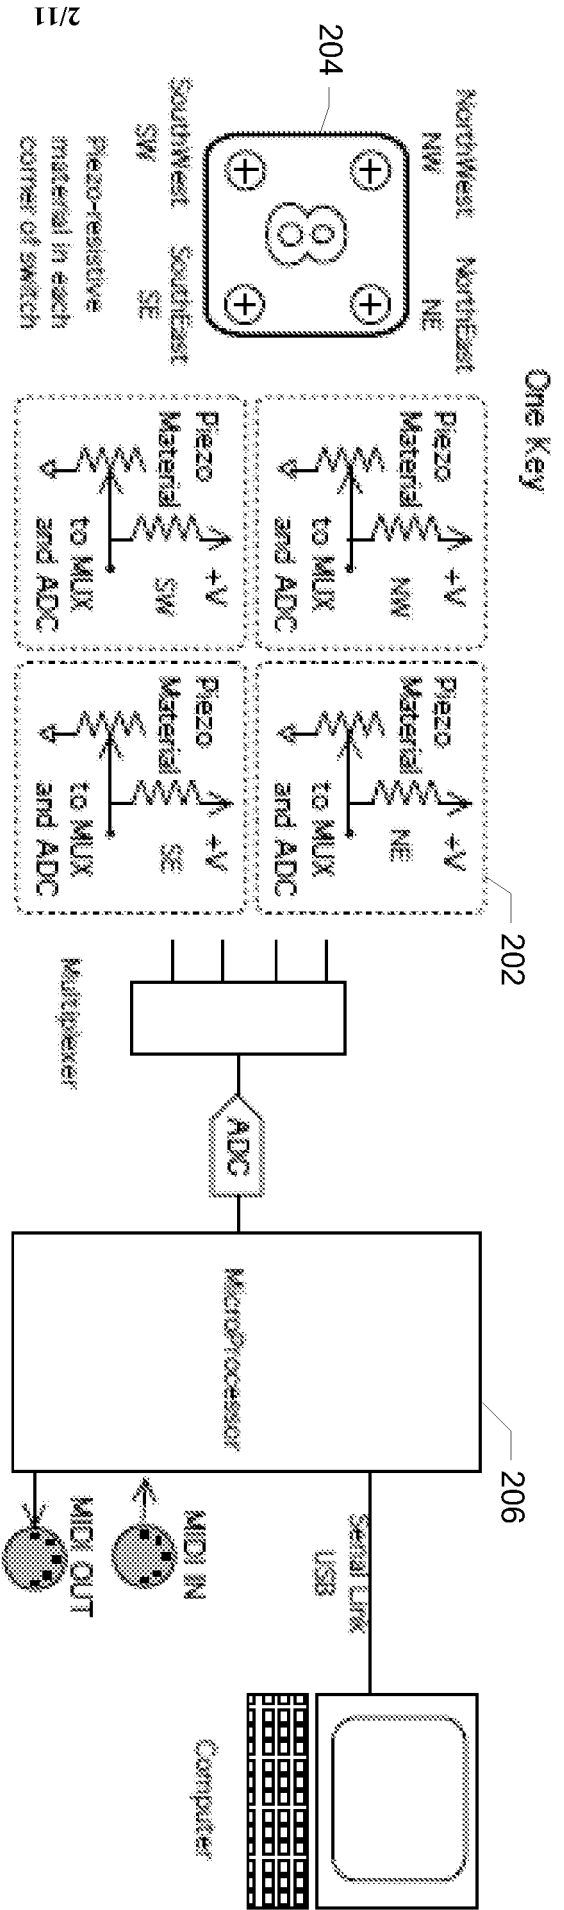 2/11
One Key
204
NorthWest NorthEast
NW NE
8
SW SE
SouthWest SouthEast
Piezo-resistive
material in each
corner of switch
202
Piezo
Material
+V
NW
to MUX
and ADC
Piezo
Material
+V
NE
to MUX
and ADC
Piezo
Material
+V
SW
to MUX
and ADC
Piezo
Material
+V
SE
to MUX
and ADC
Multiplexer
ADC
206
MicroProcessor
Serial Link
USB
MIDI IN
MIDI OUT
Computer